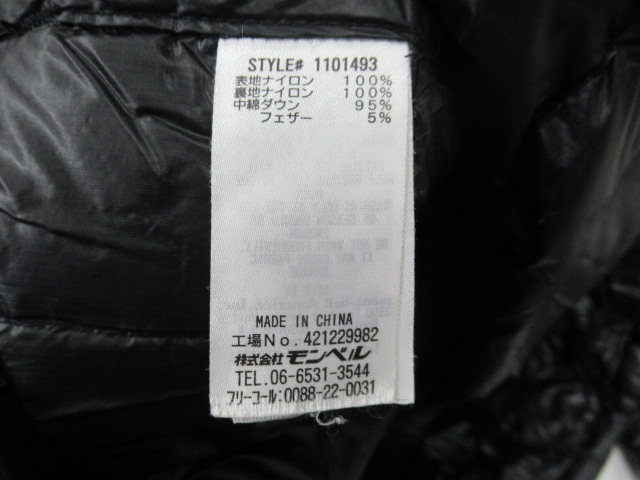 STYLE# 1101493
表地ナイロン 100%
裏地ナイロン 100%
中綿ダウン 95%
フェザー 5%
MADE IN CHINA
工場No.421229982
株式会社モンベル
TEL.06-6531-3544
フリーコール:0088-22-0031